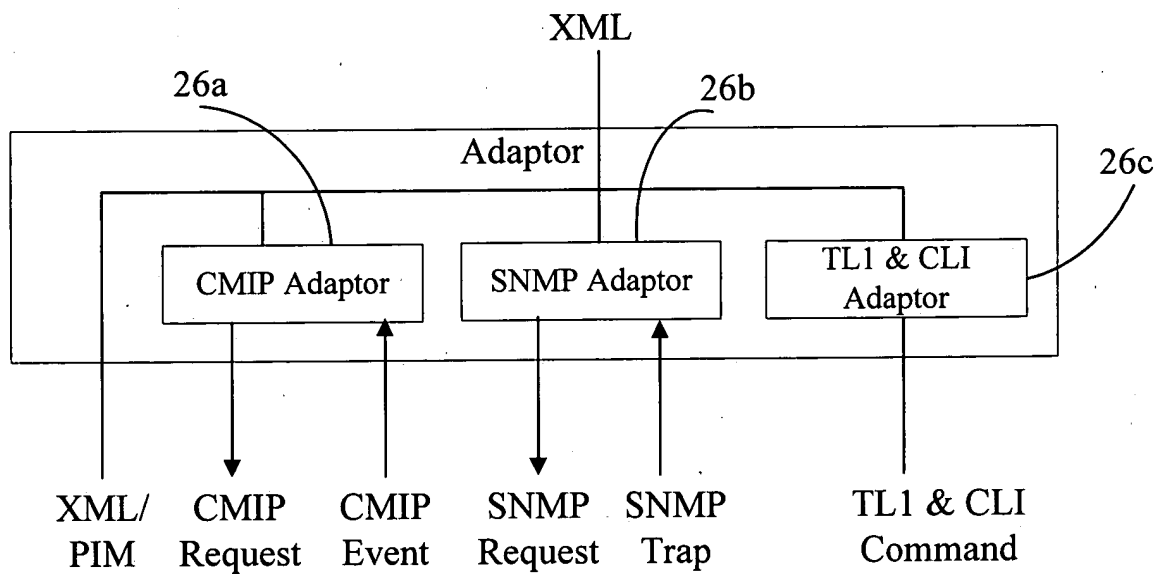 XML
26a
26b
Adaptor
26c
CMIP Adaptor
SNMP Adaptor
TL1 & CLI
Adaptor
XML/
PIM
CMIP
Request
CMIP
Event
SNMP
Request
SNMP
Trap
TL1 & CLI
Command